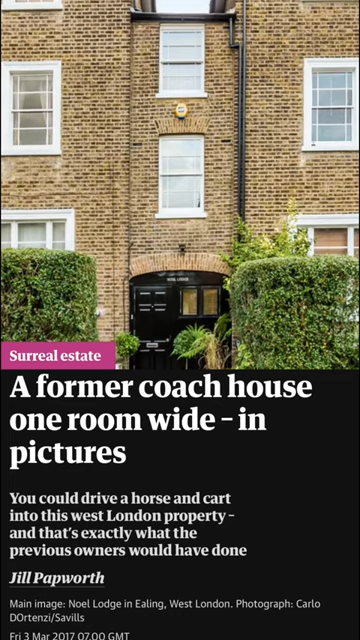 NOEL LODGE
Surreal estate
A former coach house
one room wide – in
pictures
You could drive a horse and cart
into this west London property –
and that's exactly what the
previous owners would have done
Jill Papworth
Main image: Noel Lodge in Ealing, West London. Photograph: Carlo
DOrtenzi/Savills
Fri 3 Mar 2017 07.00 GMT